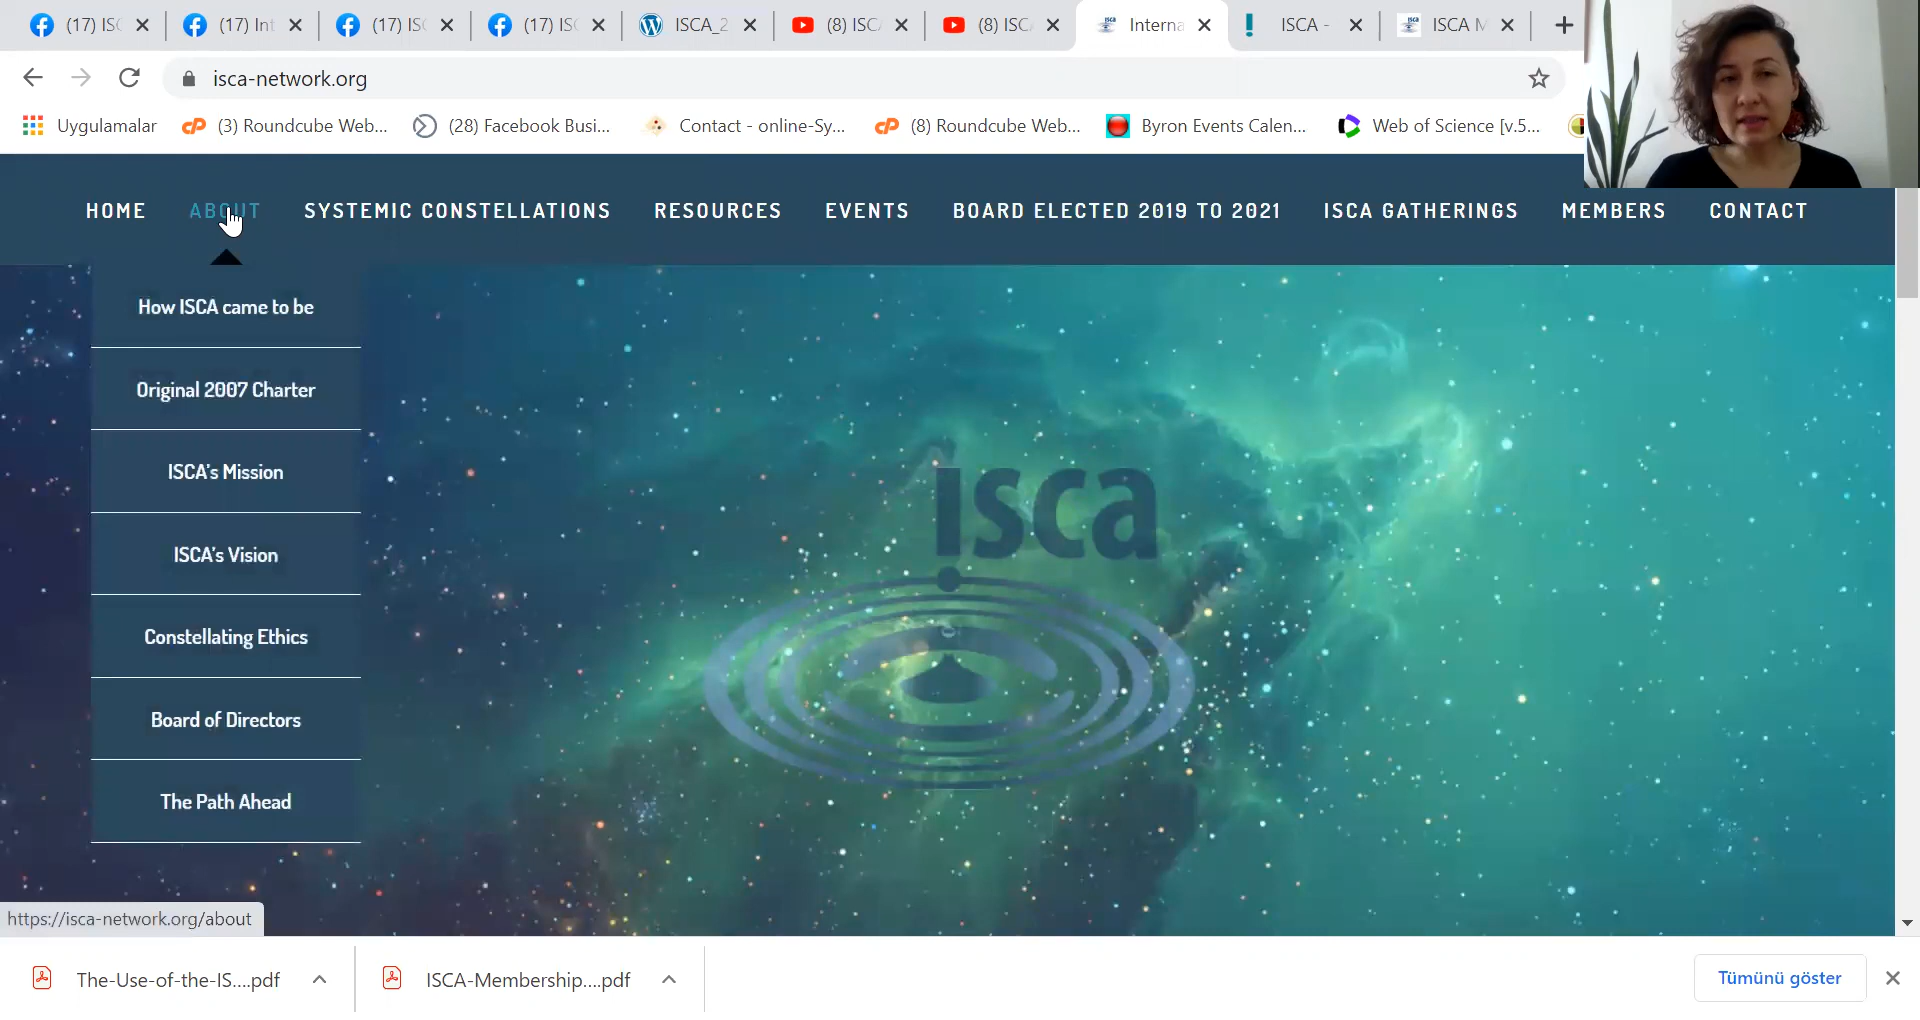 (17) ISC
(17) Int
(17) ISC
(17) ISC
ISCA_2
(8) ISCA
(8) ISCA
Interna
ISCA -
ISCA M
isca-network.org
Uygulamalar
(3) Roundcube Web...
(28) Facebook Busi...
Contact - online-Sy...
(8) Roundcube Web...
Byron Events Calen...
Web of Science [v.5...
HOME
ABOUT
SYSTEMIC CONSTELLATIONS
RESOURCES
EVENTS
BOARD ELECTED 2019 TO 2021
ISCA GATHERINGS
MEMBERS
CONTACT
How ISCA came to be
Original 2007 Charter
ISCA's Mission
ISCA's Vision
Constellating Ethics
Board of Directors
The Path Ahead
isca
https://isca-network.org/about
The-Use-of-the-IS....pdf
ISCA-Membership....pdf
Tümünü göster